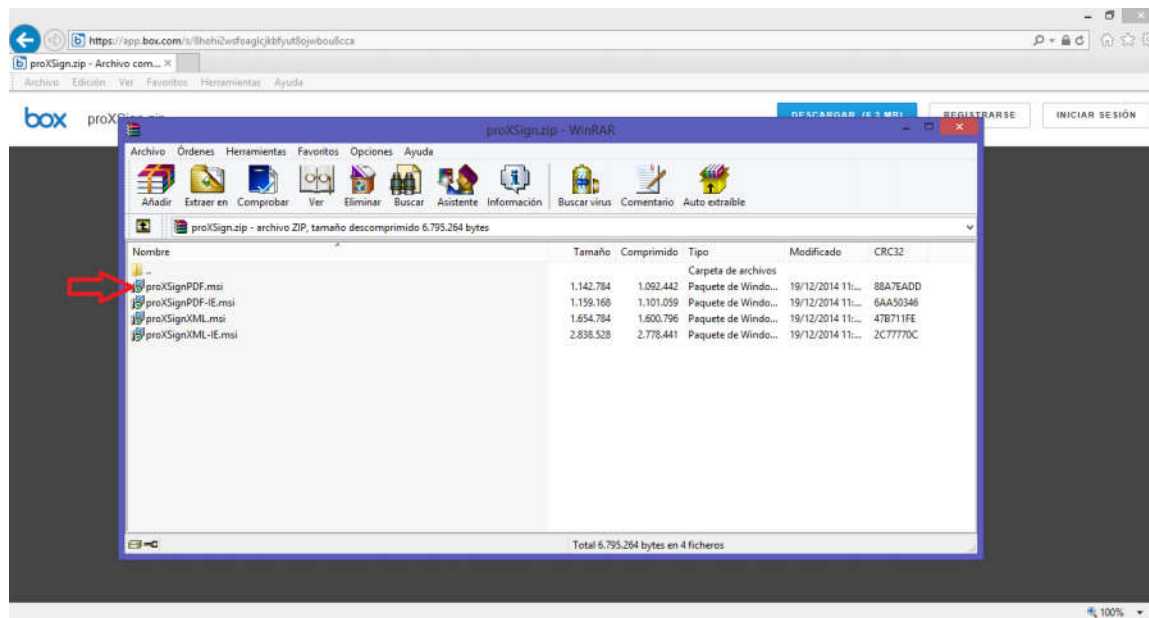 https://app.box.com/s/
proXSign.zip - Archivo com... ×
Archivo Edición Ver Favoritos Herramientas Ayuda
box proXSign.zip DESCARGAR (6.2 MB) REGISTRARSE INICIAR SESIÓN
proXSign.zip - WinRAR
Archivo Órdenes Herramientas Favoritos Opciones Ayuda
Añadir Extraer en Comprobar Ver Eliminar Buscar Asistente Información Buscar virus Comentario Auto extraíble
proXSign.zip - archivo ZIP, tamaño descomprimido 6.795.264 bytes
Nombre Tamaño Comprimido Tipo Modificado CRC32
.. Carpeta de archivos
proXSignPDF.msi 1.142.784 1.092.442 Paquete de Windo... 19/12/2014 11:... 88A7EADD
proXSignPDF-IE.msi 1.159.168 1.101.059 Paquete de Windo... 19/12/2014 11:... 6AA50346
proXSignXML.msi 1.654.784 1.600.796 Paquete de Windo... 19/12/2014 11:... 47B711FE
proXSignXML-IE.msi 2.838.528 2.778.441 Paquete de Windo... 19/12/2014 11:... 2C77770C
Total 6.795.264 bytes en 4 ficheros
100%